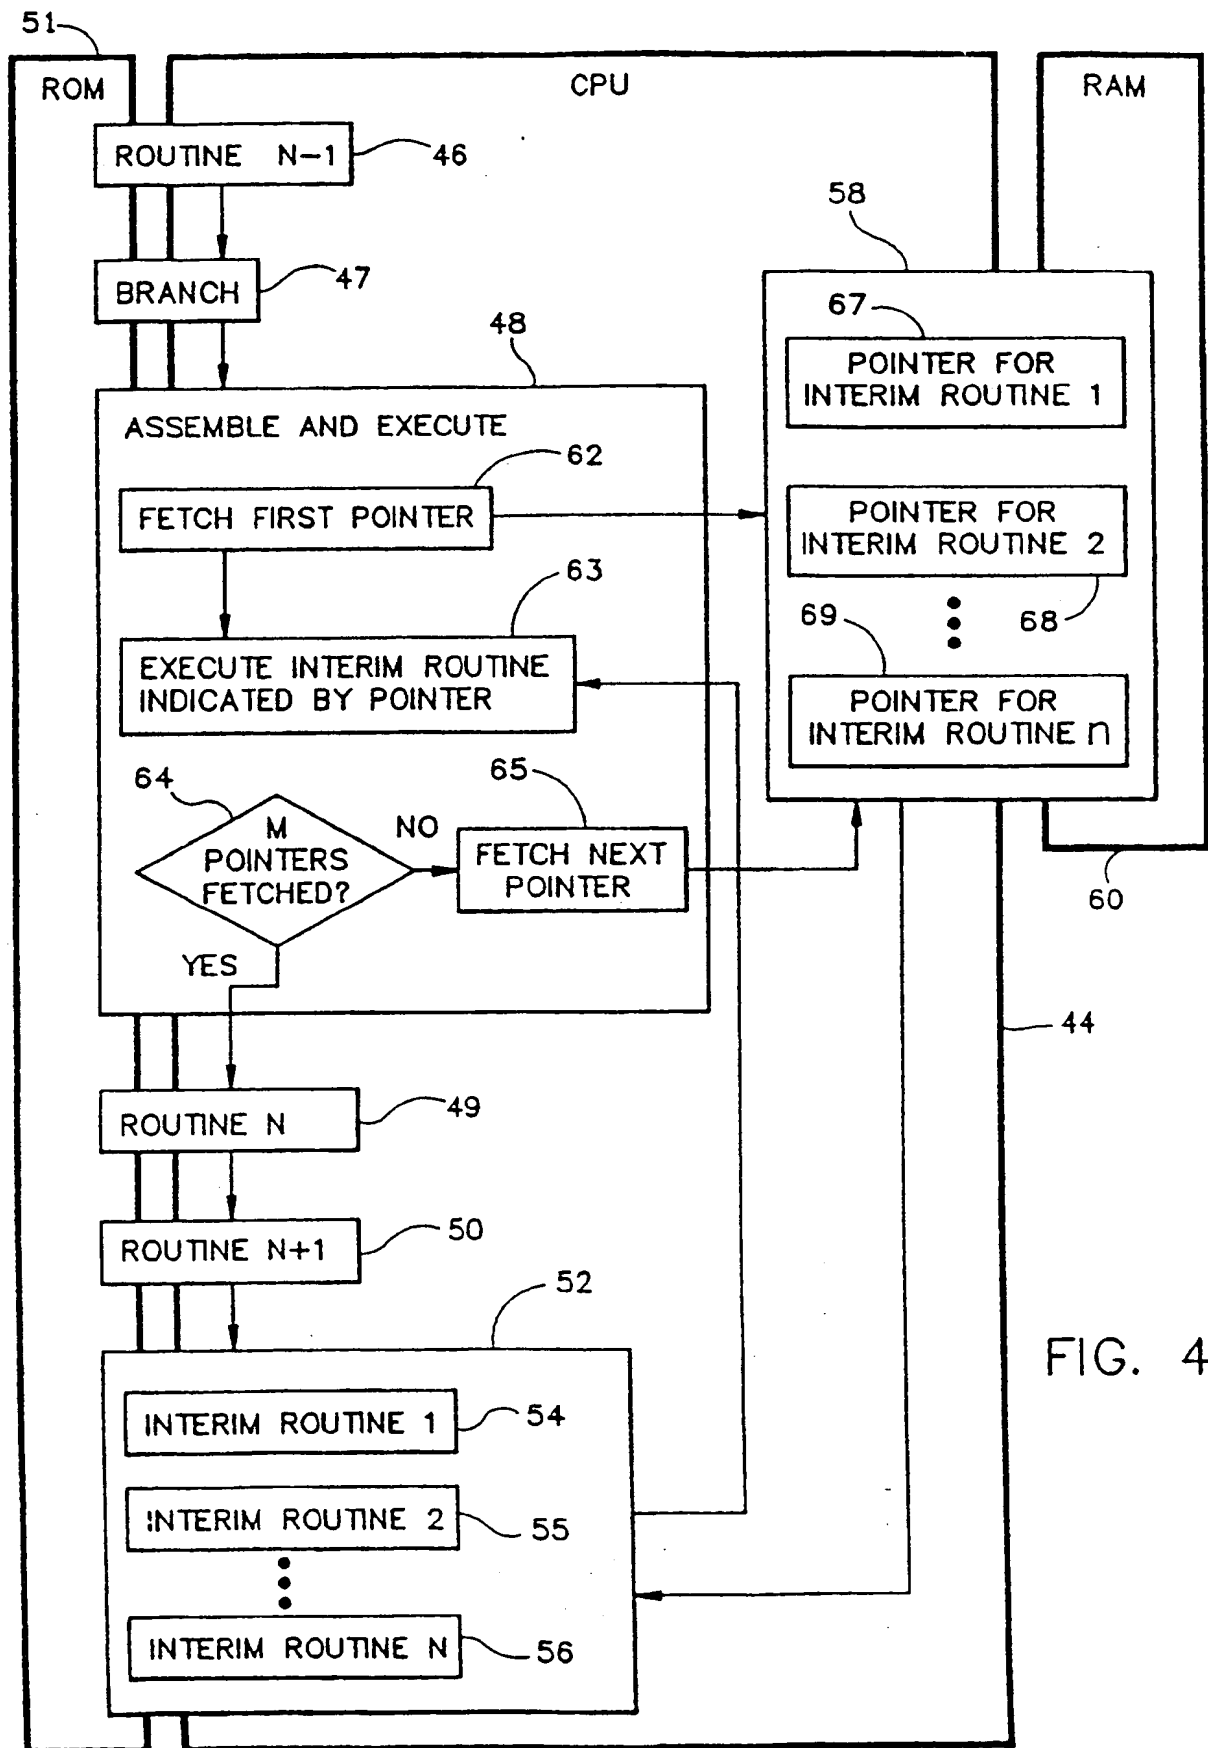 51
ROM
CPU
RAM
ROUTINE N-1
46
58
BRANCH
47
67
48
POINTER FOR
INTERIM ROUTINE 1
ASSEMBLE AND EXECUTE
62
FETCH FIRST POINTER
POINTER FOR
INTERIM ROUTINE 2
63
68
69
EXECUTE INTERIM ROUTINE
INDICATED BY POINTER
POINTER FOR
INTERIM ROUTINE n
64
65
M
POINTERS
FETCHED?
NO
FETCH NEXT
POINTER
60
YES
44
ROUTINE N
49
ROUTINE N+1
50
52
FIG. 4
INTERIM ROUTINE 1
54
INTERIM ROUTINE 2
55
INTERIM ROUTINE N
56